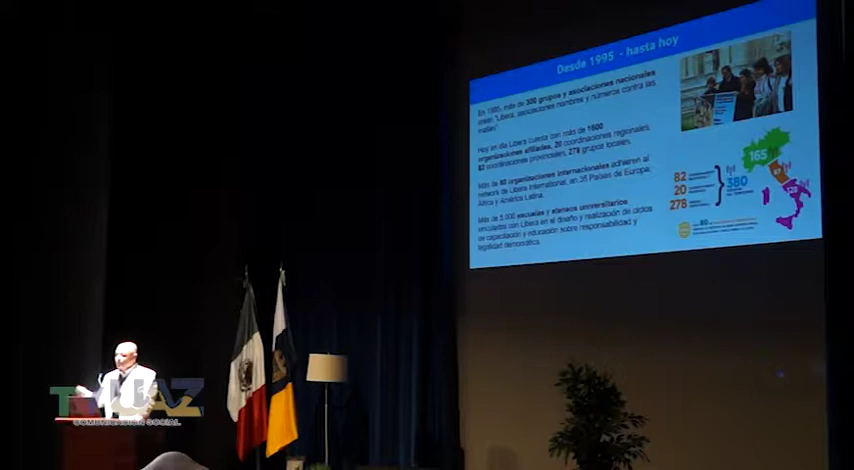 Desde 1995 - hasta hoy
En 1995, más de 300 grupos y asociaciones nacionales
crean "Libera, asociaciones nombres y números contra las
mafias"
Hoy en día Libera cuenta con más de 1600
organizaciones afiliadas, 20 coordinaciones regionales,
82 coordinaciones provinciales, 278 grupos locales.
Más de 80 organizaciones internacionales adhieren al
network de Libera International, en 35 Países de Europa,
África y América Latina.
Más de 5.000 escuelas y ateneos universitarios
vinculados con Libera en el diseño y realización de ciclos
de capacitación y educación sobre responsabilidad y
legalidad democrática.
82
20
278
380
165
TVUAZ
COMUNICACIÓN SOCIAL